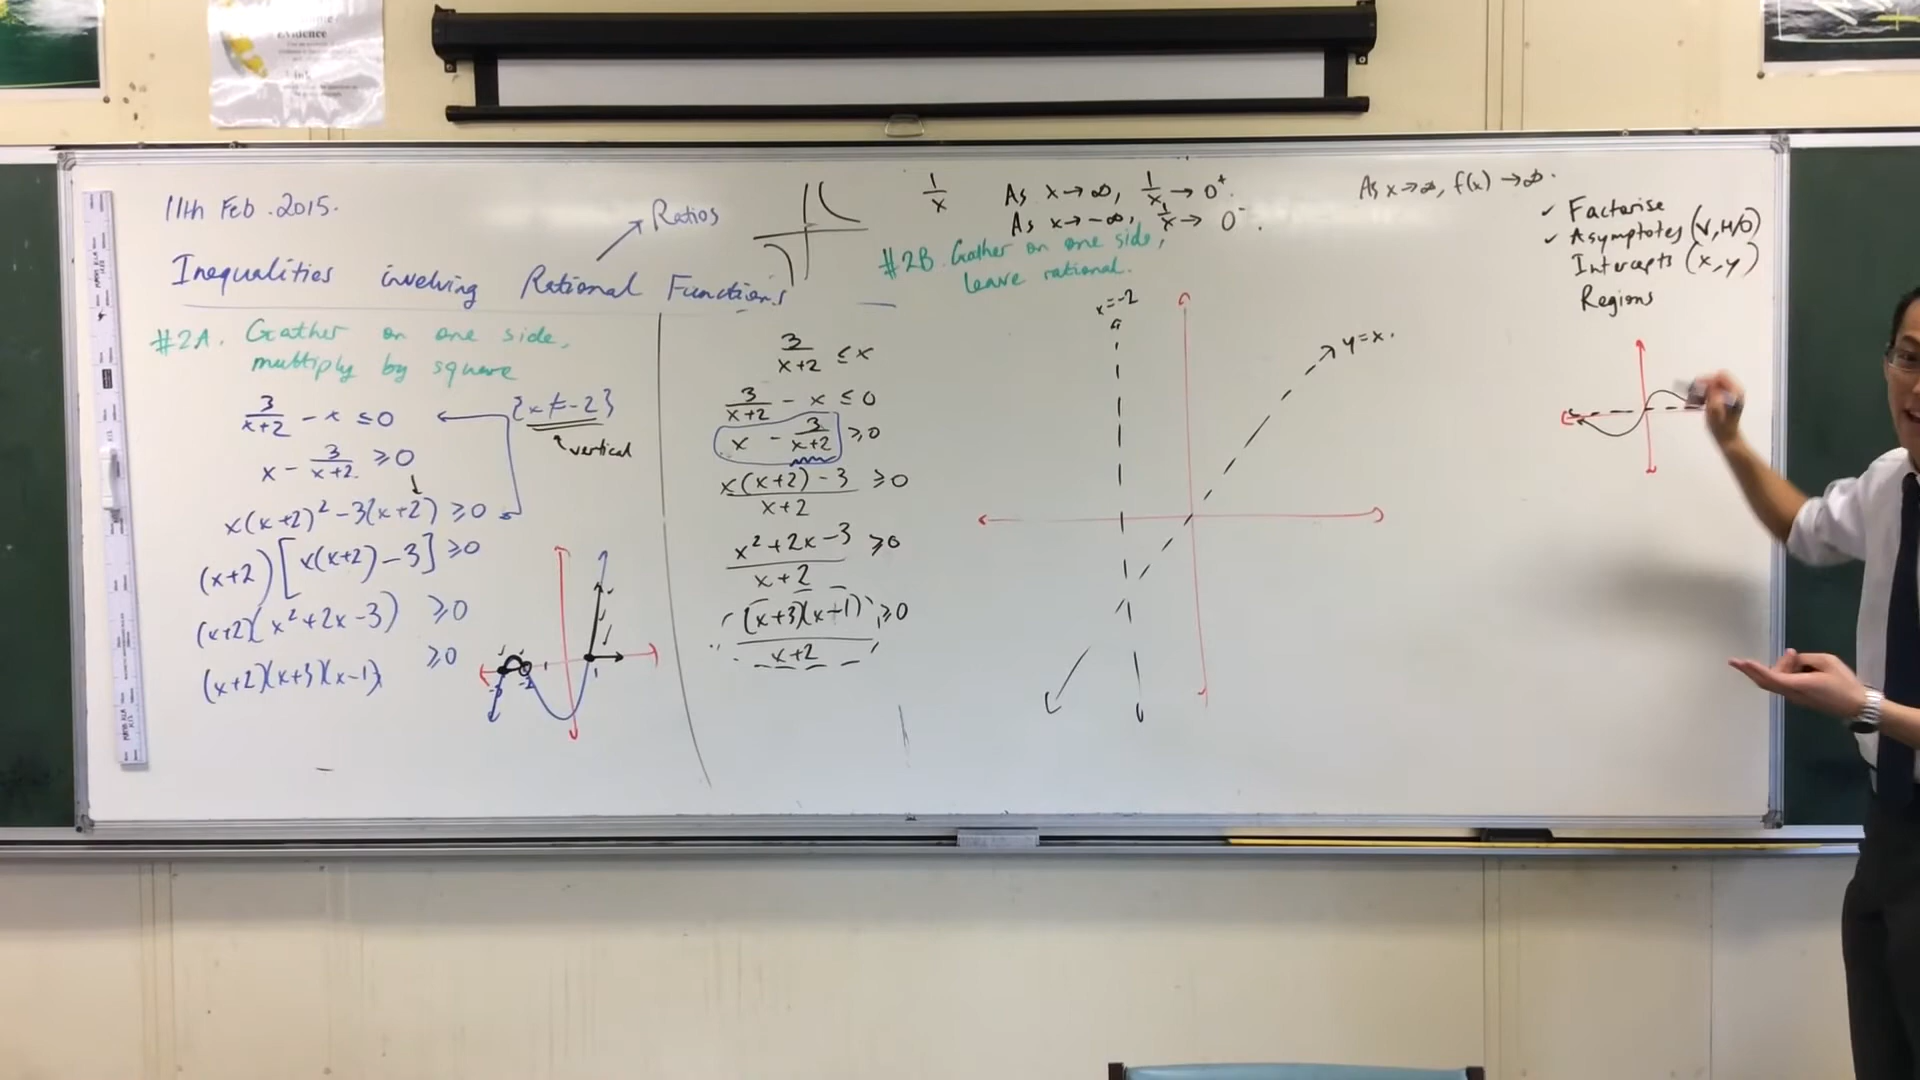 11th Feb. 2015.
Ratios
Inequalities involving Rational Functions
#2A. Gather on one side,
multiply by square
3/(x+2) - x ≤ 0
{x ≠ -2}
vertical
x - 3/(x+2) ≥ 0
x(x+2)² - 3(x+2) ≥ 0
(x+2)[x(x+2) - 3] ≥ 0
(x+2)(x² + 2x - 3) ≥ 0
(x+2)(x+3)(x-1) ≥ 0
-3 -2 1
3/(x+2) ≤ x
3/(x+2) - x ≤ 0
x - 3/(x+2) ≥ 0
(x(x+2) - 3)/(x+2) ≥ 0
(x² + 2x - 3)/(x+2) ≥ 0
((x+3)(x-1))/(x+2) ≥ 0
1/x
As x → ∞, 1/x → 0⁺.
As x → -∞, 1/x → 0⁻.
#2B. Gather on one side,
leave rational.
x = -2
y = x.
As x → ∞, f(x) → ∞.
✓ Factorise
✓ Asymptotes (V, H/O)
Intercepts (x, y)
Regions